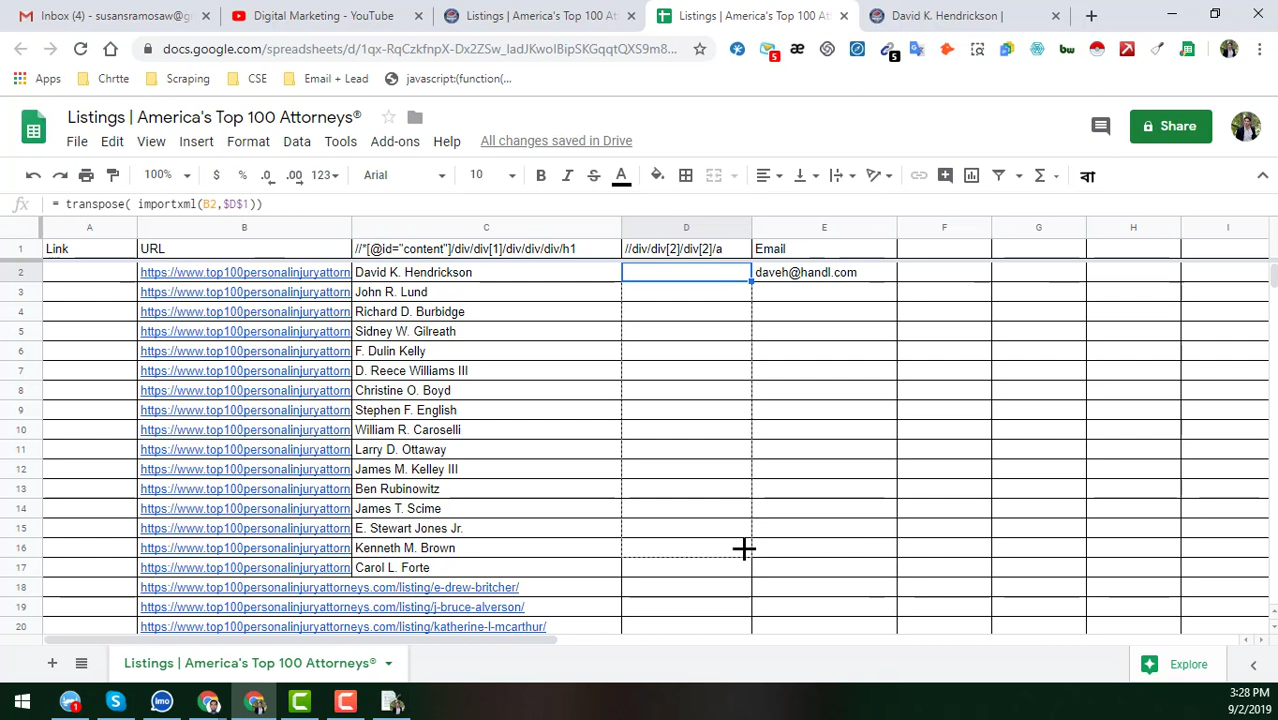 Inbox (4) - susansramosaw@g
Digital Marketing - YouTube
Listings | America's Top 100 At
Listings | America's Top 100 At
David K. Hendrickson |
docs.google.com/spreadsheets/d/1qx-RqCzkfnpX-Dx2ZSw_ladJKwolBipSKGqqtQXS9m8...
Apps
Chrtte
Scraping
CSE
Email + Lead
javascript:(function(...
Listings | America's Top 100 Attorneys®
Share
File Edit View Insert Format Data Tools Add-ons Help All changes saved in Drive
100% $ % .0 .00 123 Arial 10 B I S A বা
fx = transpose( importxml(B2,$D$1))
A B C D E F G H I
1 Link URL //*[@id="content"]/div/div[1]/div/div/div/h1 //div/div[2]/div[2]/a Email
2 https://www.top100personalinjuryattorn David K. Hendrickson daveh@handl.com
3 https://www.top100personalinjuryattorn John R. Lund
4 https://www.top100personalinjuryattorn Richard D. Burbidge
5 https://www.top100personalinjuryattorn Sidney W. Gilreath
6 https://www.top100personalinjuryattorn F. Dulin Kelly
7 https://www.top100personalinjuryattorn D. Reece Williams III
8 https://www.top100personalinjuryattorn Christine O. Boyd
9 https://www.top100personalinjuryattorn Stephen F. English
10 https://www.top100personalinjuryattorn William R. Caroselli
11 https://www.top100personalinjuryattorn Larry D. Ottaway
12 https://www.top100personalinjuryattorn James M. Kelley III
13 https://www.top100personalinjuryattorn Ben Rubinowitz
14 https://www.top100personalinjuryattorn James T. Scime
15 https://www.top100personalinjuryattorn E. Stewart Jones Jr.
16 https://www.top100personalinjuryattorn Kenneth M. Brown
17 https://www.top100personalinjuryattorn Carol L. Forte
18 https://www.top100personalinjuryattorneys.com/listing/e-drew-britcher/
19 https://www.top100personalinjuryattorneys.com/listing/j-bruce-alverson/
20 https://www.top100personalinjuryattorneys.com/listing/katherine-l-mcarthur/
Listings | America's Top 100 Attorneys®
Explore
3:28 PM
9/2/2019